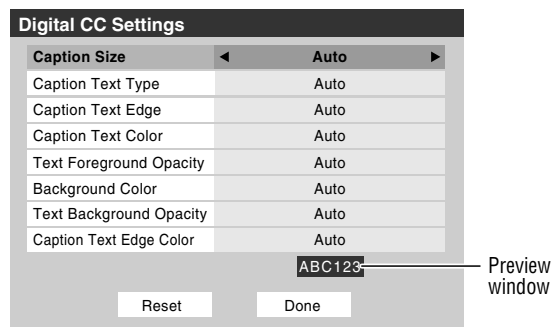 Digital CC Settings
Caption Size ◀ Auto ▶
Caption Text Type Auto
Caption Text Edge Auto
Caption Text Color Auto
Text Foreground Opacity Auto
Background Color Auto
Text Background Opacity Auto
Caption Text Edge Color Auto
ABC123
Preview
window
Reset Done